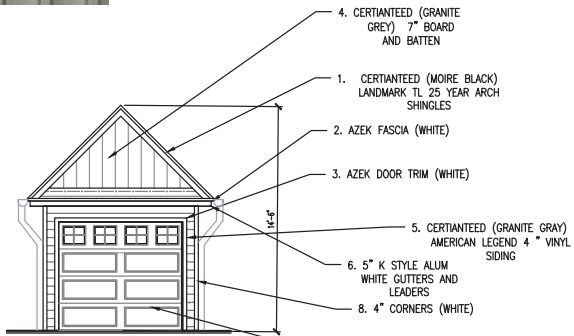 4. CERTIANTEED (GRANITE
GREY) 7" BOARD
AND BATTEN
1. CERTIANTEED (MOIRE BLACK)
LANDMARK TL 25 YEAR ARCH
SHINGLES
2. AZEK FASCIA (WHITE)
3. AZEK DOOR TRIM (WHITE)
14'-6"
5. CERTIANTEED (GRANITE GRAY)
AMERICAN LEGEND 4 " VINYL
SIDING
6. 5" K STYLE ALUM
WHITE GUTTERS AND
LEADERS
8. 4" CORNERS (WHITE)